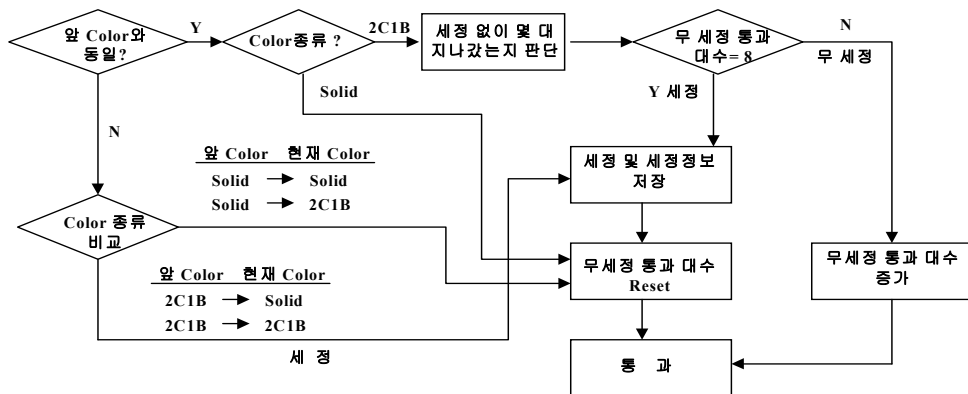 앞 Color와
동일?
Y
Color종류 ?
2C1B
세정 없이 몇 대
지나갔는지 판단
무 세정 통과
대수= 8
N
무 세정
Solid
Y 세정
N
앞 Color 현재 Color
Solid → Solid
Solid → 2C1B
세정 및 세정정보
저장
Color 종류
비교
무세정 통과 대수
Reset
무세정 통과 대수
증가
앞 Color 현재 Color
2C1B → Solid
2C1B → 2C1B
세 정
통 과